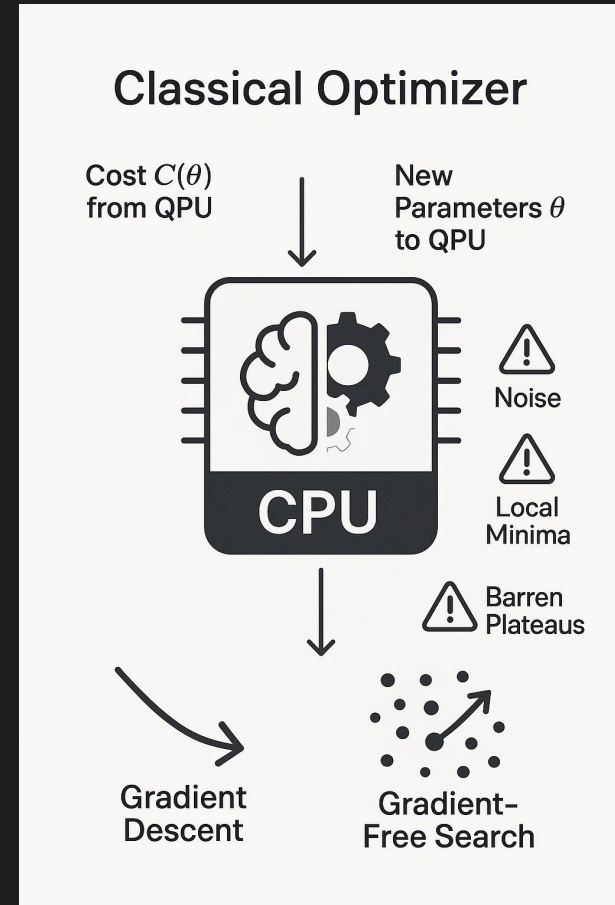 Classical Optimizer
Cost C(θ)
from QPU
New
Parameters θ
to QPU
CPU
Noise
Local
Minima
Barren
Plateaus
Gradient
Descent
Gradient-
Free Search